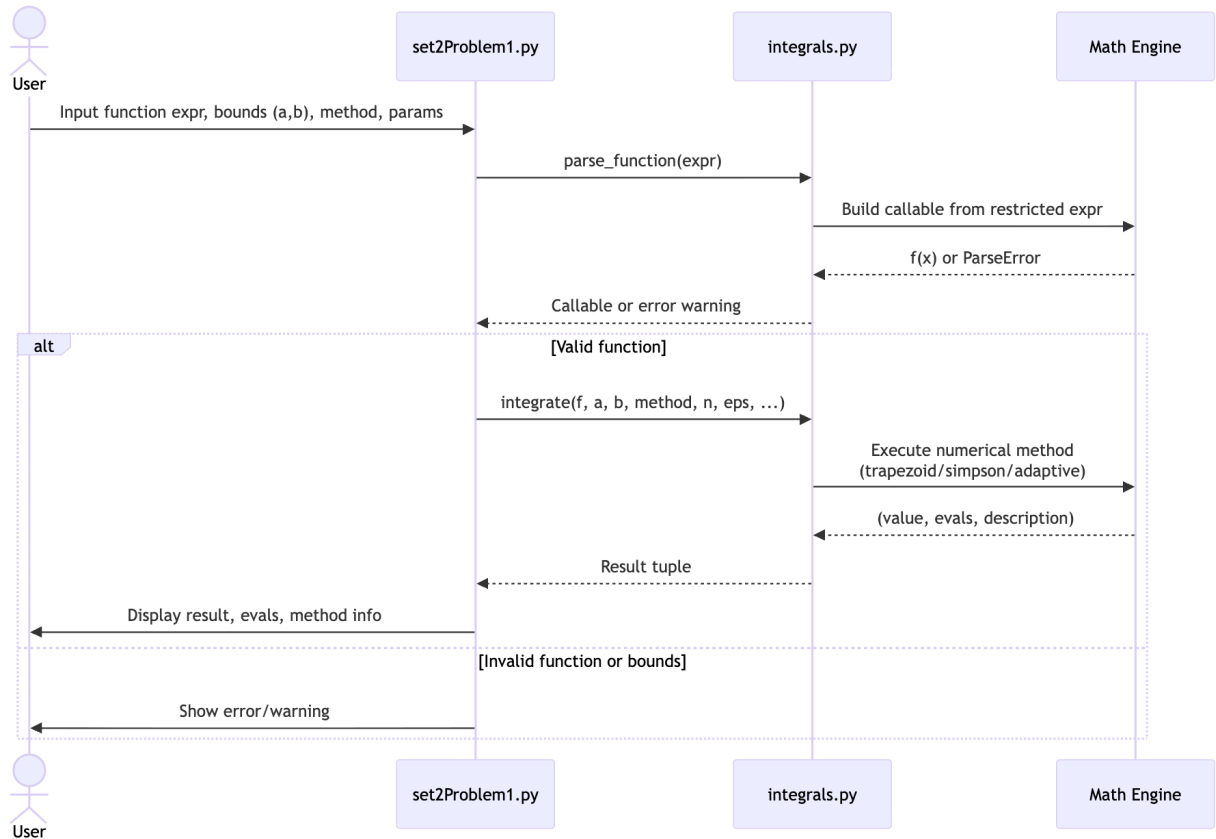 set2Problem1.py
integrals.py
Math Engine
User
Input function expr, bounds (a,b), method, params
parse_function(expr)
Build callable from restricted expr
f(x) or ParseError
Callable or error warning
alt
[Valid function]
integrate(f, a, b, method, n, eps, ...)
Execute numerical method
(trapezoid/simpson/adaptive)
(value, evals, description)
Result tuple
Display result, evals, method info
[Invalid function or bounds]
Show error/warning
set2Problem1.py
integrals.py
Math Engine
User